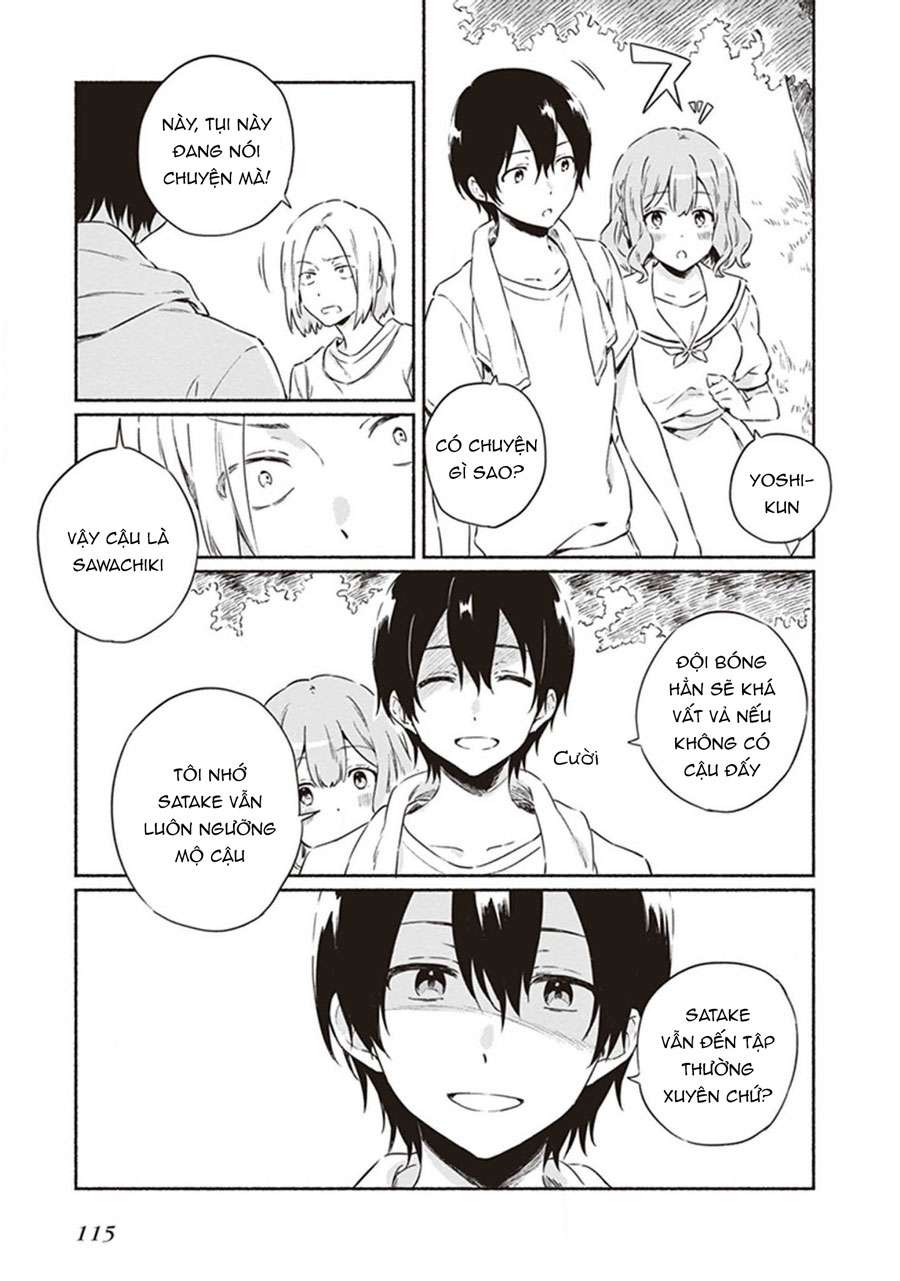 ス
CÓ CHUYỆN
GÌ SAO?
YOSHI-
KUN
NÀY, TỤI NÀY
ĐANG NÓI
CHUYỆN MÀ!
VẬY CẬU LÀ
SAWACHIKI
ĐỘI BÓNG
HẲN SẼ KHÁ
VẤT VẢ NẾU
KHÔNG CÓ
CẬU ĐẤY
Cười
TÔI NHỚ
SATAKE VẪN
LUÔN NGƯỠNG
MỘ CẬU
SATAKE
VẪN ĐẾN TẬP
THƯỜNG
XUYÊN CHỨ?
115